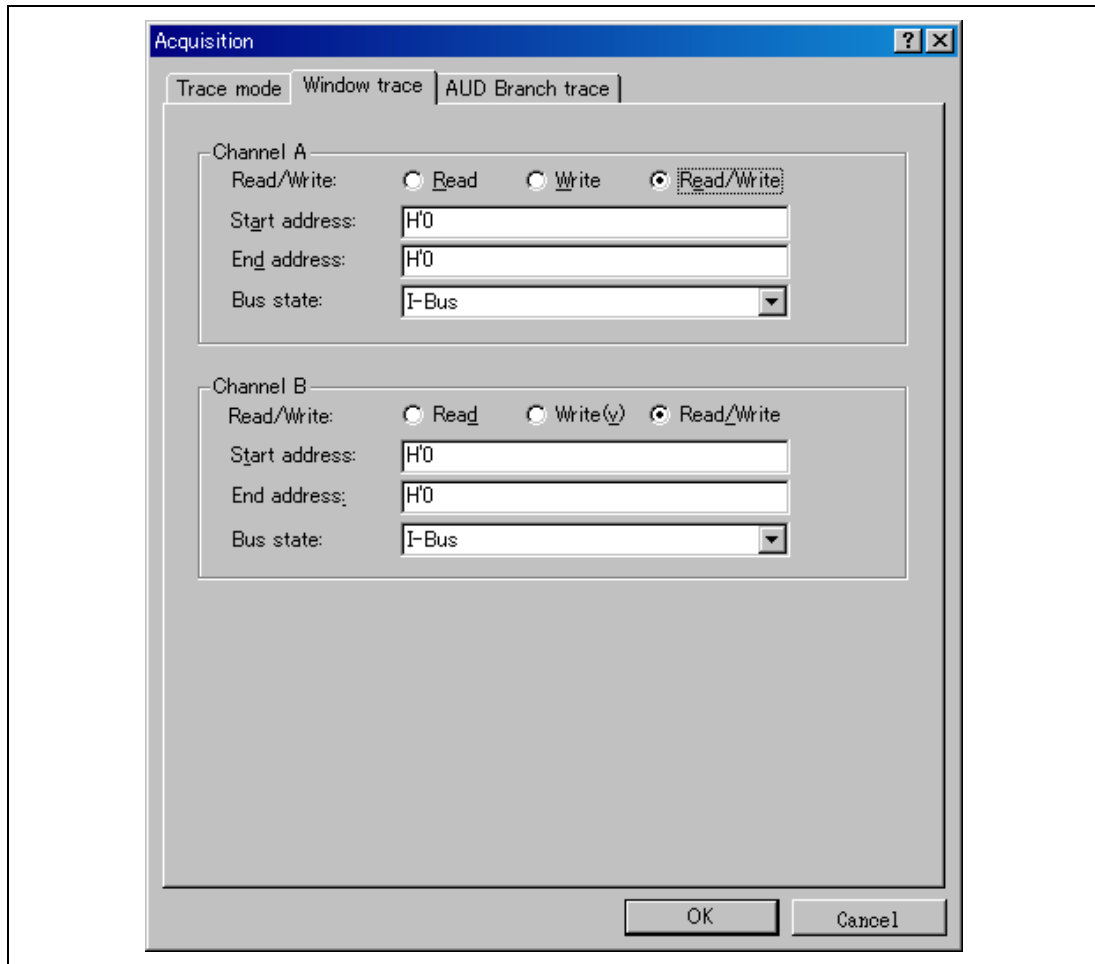 Acquisition
Trace mode Window trace AUD Branch trace
Channel A
Read/Write: Read Write Read/Write
Start address: H'0
End address: H'0
Bus state: I-Bus
Channel B
Read/Write: Read Write(v) Read/Write
Start address: H'0
End address: H'0
Bus state: I-Bus
OK Cancel